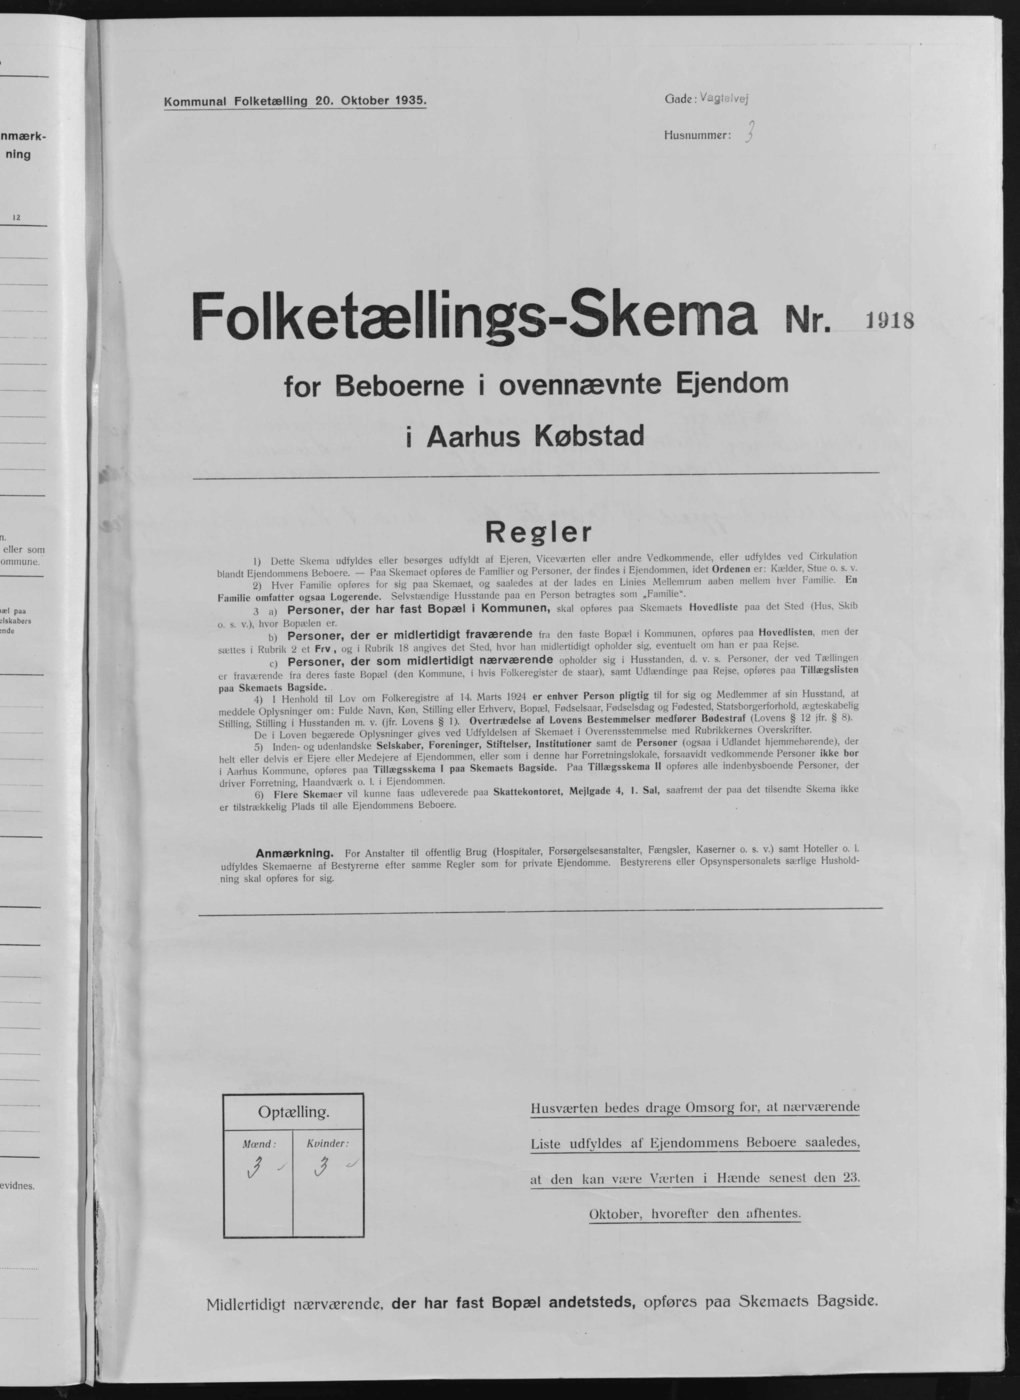 nmærk-
ning
12
n.
eller som
ommune.
æl paa
elskabers
ende
evidnes.
Kommunal Folketælling 20. Oktober 1935.
Gade: Vagtelvej
Husnummer: 3
Folketællings-Skema Nr. 1918
for Beboerne i ovennævnte Ejendom
i Aarhus Købstad
Regler
1) Dette Skema udfyldes eller besørges udfyldt af Ejeren, Viceværten eller andre Vedkommende, eller udfyldes ved Cirkulation
blandt Ejendommens Beboere. — Paa Skemaet opføres de Familier og Personer, der findes i Ejendommen, idet Ordenen er: Kælder, Stue o. s. v.
2) Hver Familie opføres for sig paa Skemaet, og saaledes at der lades en Linies Mellemrum aaben mellem hver Familie. En
Familie omfatter ogsaa Logerende. Selvstændige Husstande paa en Person betragtes som „Familie“.
3 a) Personer, der har fast Bopæl i Kommunen, skal opføres paa Skemaets Hovedliste paa det Sted (Hus, Skib
o. s. v.), hvor Bopælen er.
b) Personer, der er midlertidigt fraværende fra den faste Bopæl i Kommunen, opføres paa Hovedlisten, men der
sættes i Rubrik 2 et Frv., og i Rubrik 18 angives det Sted, hvor han midlertidigt opholder sig, eventuelt om han er paa Rejse.
c) Personer, der som midlertidigt nærværende opholder sig i Husstanden, d. v. s. Personer, der ved Tællingen
er fraværende fra deres faste Bopæl (den Kommune, i hvis Folkeregister de staar), samt Udlændinge paa Rejse, opføres paa Tillægslisten
paa Skemaets Bagside.
4) I Henhold til Lov om Folkeregistre af 14. Marts 1924 er enhver Person pligtig til for sig og Medlemmer af sin Husstand, at
meddele Oplysninger om: Fulde Navn, Køn, Stilling eller Erhverv, Bopæl, Fødselsaar, Fødselsdag og Fødested, Statsborgerforhold, ægteskabelig
Stilling, Stilling i Husstanden m. v. (jfr. Lovens § 1). Overtrædelse af Lovens Bestemmelser medfører Bødestraf (Lovens § 12 jfr. § 8).
De i Loven begærede Oplysninger gives ved Udfyldelsen af Skemaet i Overensstemmelse med Rubrikkernes Overskrifter.
5) Inden- og udenlandske Selskaber, Foreninger, Stiftelser, Institutioner samt de Personer (ogsaa i Udlandet hjemmehørende), der
helt eller delvis er Ejere eller Medejere af Ejendommen, eller som i denne har Forretningslokale, forsaavidt vedkommende Personer ikke bor
i Aarhus Kommune, opføres paa Tillægsskema I paa Skemaets Bagside. Paa Tillægsskema II opføres alle indenbysboende Personer, der
driver Forretning, Haandværk o. l. i Ejendommen.
6) Flere Skemaer vil kunne faas udleverede paa Skattekontoret, Mejlgade 4, 1. Sal, saafremt der paa det tilsendte Skema ikke
er tilstrækkelig Plads til alle Ejendommens Beboere.
Anmærkning. For Anstalter til offentlig Brug (Hospitaler, Forsørgelsesanstalter, Fængsler, Kaserner o. s. v.) samt Hoteller o. l.
udfyldes Skemaerne af Bestyrerne efter samme Regler som for private Ejendomme. Bestyrerens eller Opsynspersonalets særlige Hushold-
ning skal opføres for sig.
Optælling.
Mænd: Kvinder:
3 3
Husværten bedes drage Omsorg for, at nærværende
Liste udfyldes af Ejendommens Beboere saaledes,
at den kan være Værten i Hænde senest den 23.
Oktober, hvorefter den afhentes.
Midlertidigt nærværende, der har fast Bopæl andetsteds, opføres paa Skemaets Bagside.